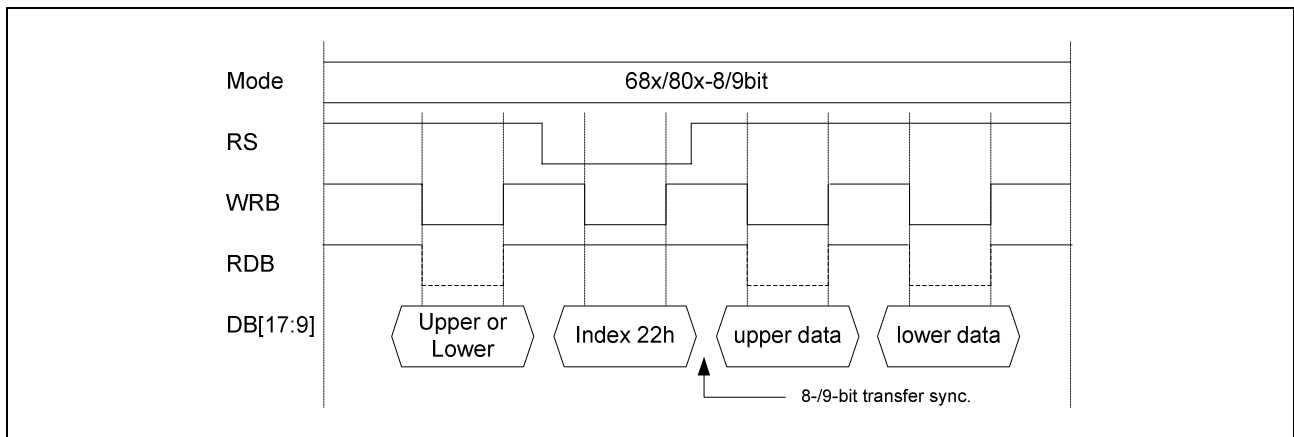 Mode
68x/80x-8/9bit
RS
WRB
RDB
DB[17:9]
Upper or
Lower
Index 22h
upper data
lower data
8-/9-bit transfer sync.